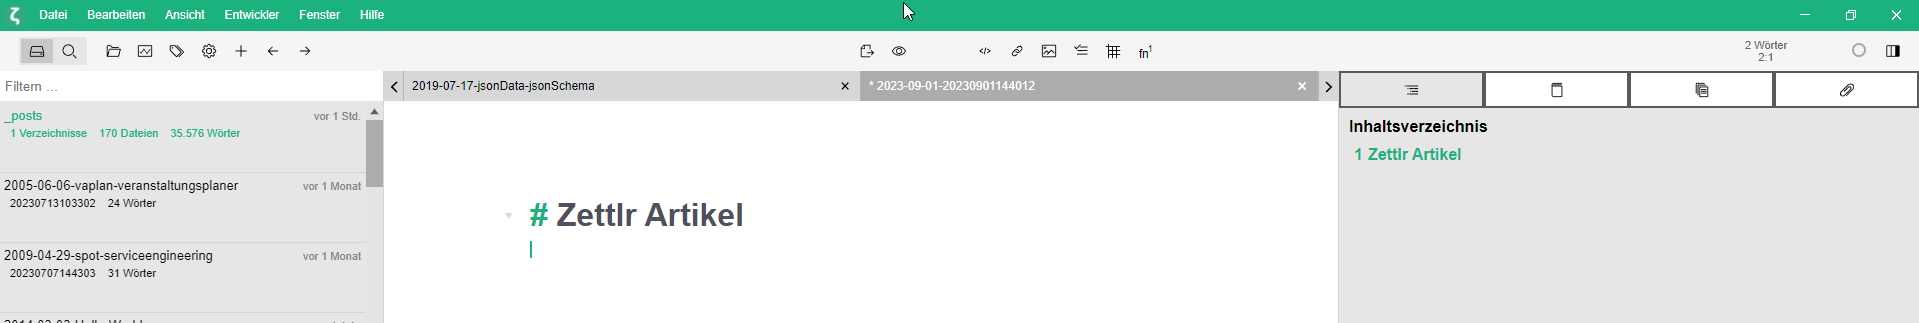 Datei Bearbeiten Ansicht Entwickler Fenster Hilfe
fn1
2 Wörter
2:1
Filtern ...
2019-07-17-jsonData-jsonSchema
* 2023-09-01-20230901144012
_posts vor 1 Std.
1 Verzeichnisse 170 Dateien 35.576 Wörter
2005-06-06-vaplan-veranstaltungsplaner vor 1 Monat
20230713103302 24 Wörter
2009-04-29-spot-serviceengineering vor 1 Monat
20230707144303 31 Wörter
# Zettlr Artikel
Inhaltsverzeichnis
1 Zettlr Artikel